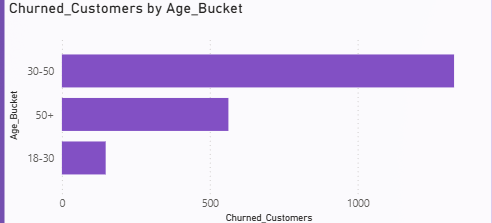 Churned_Customers by Age_Bucket
30-50
50+
18-30
Age_Bucket
0 500 1000
Churned_Customers